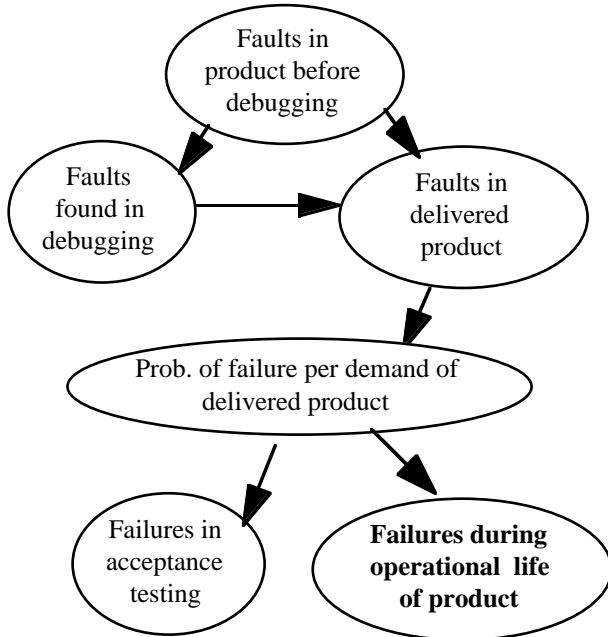 Faults in
product before
debugging
Faults
found in
debugging
Faults in
delivered
product
Prob. of failure per demand of
delivered product
Failures in
acceptance
testing
Failures during
operational life
of product